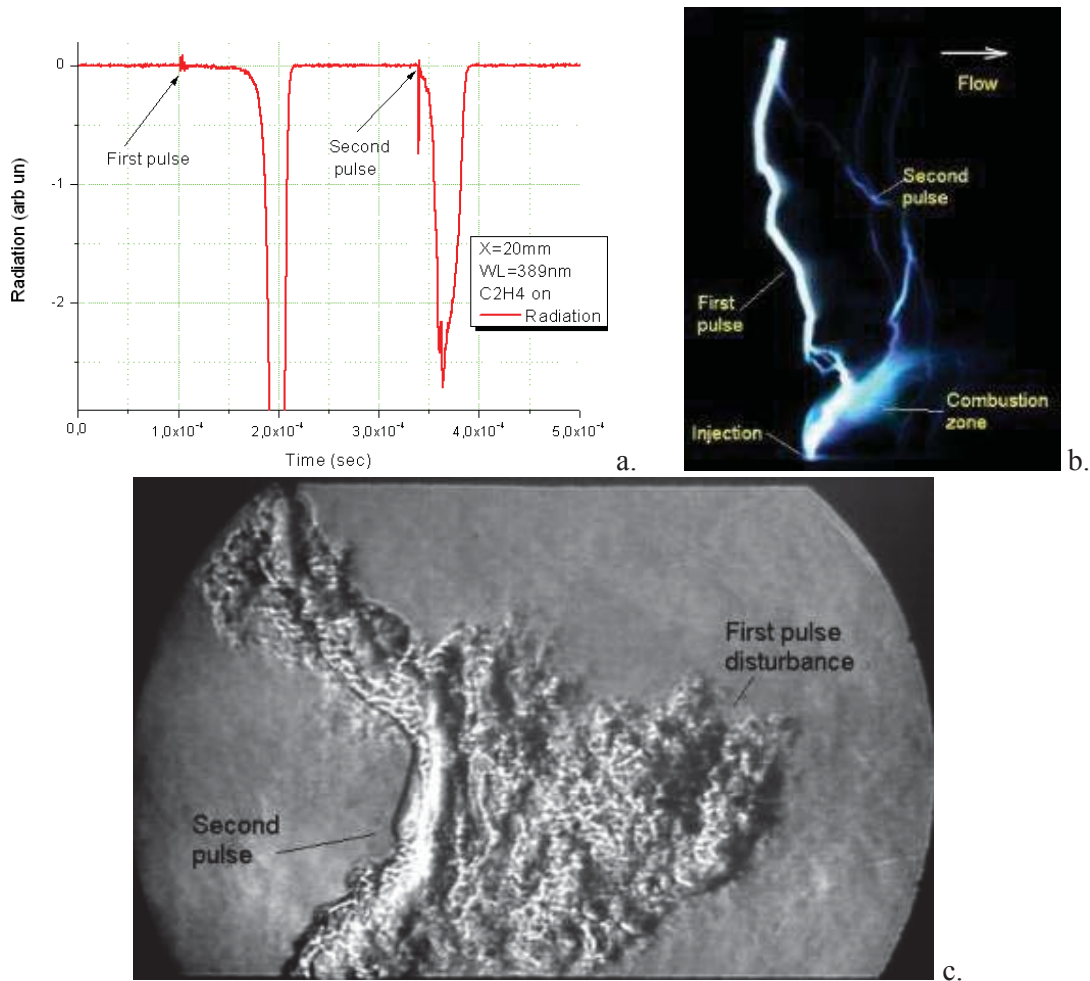 0
-1
-2
Radiation (arb un)
First pulse
Second
pulse
X=20mm
WL=389nm
C2H4 on
Radiation
0,0
1,0x10⁻⁴
2,0x10⁻⁴
3,0x10⁻⁴
4,0x10⁻⁴
5,0x10⁻⁴
Time (sec)
a.
Flow
Second
pulse
First
pulse
Combustion
zone
Injection
b.
First pulse
disturbance
Second
pulse
c.